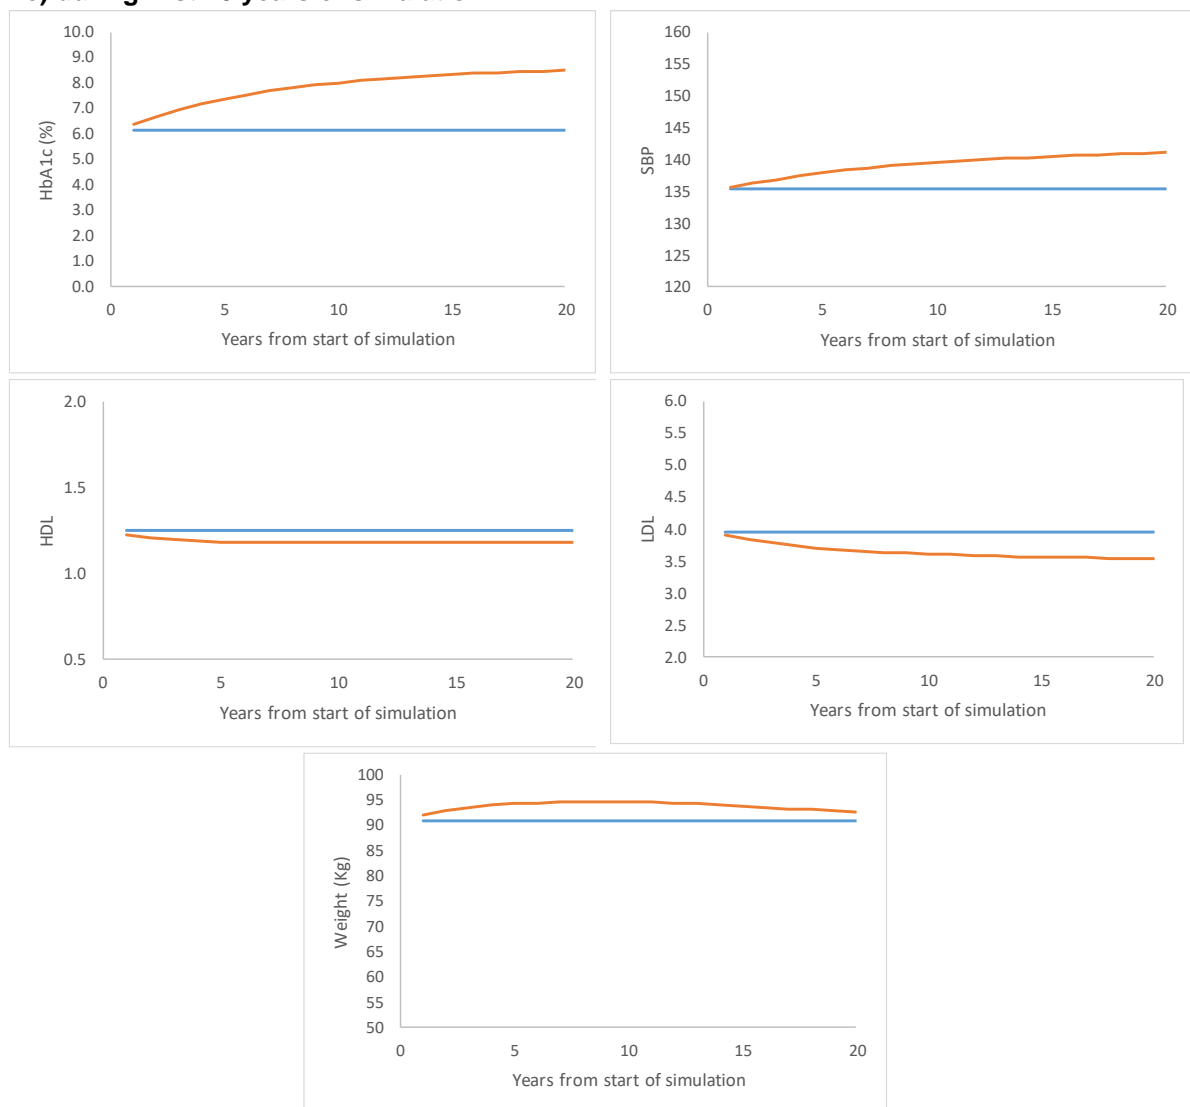 10.0
9.0
8.0
7.0
6.0
5.0
4.0
3.0
2.0
1.0
0.0
HbA1c (%)
0 5 10 15 20
Years from start of simulation
160
155
150
145
140
135
130
125
120
SBP
0 5 10 15 20
Years from start of simulation
2.0
1.5
1.0
0.5
HDL
0 5 10 15 20
Years from start of simulation
6.0
5.5
5.0
4.5
4.0
3.5
3.0
2.5
2.0
LDL
0 5 10 15 20
Years from start of simulation
100
95
90
85
80
75
70
65
60
55
50
Weight (Kg)
0 5 10 15 20
Years from start of simulation